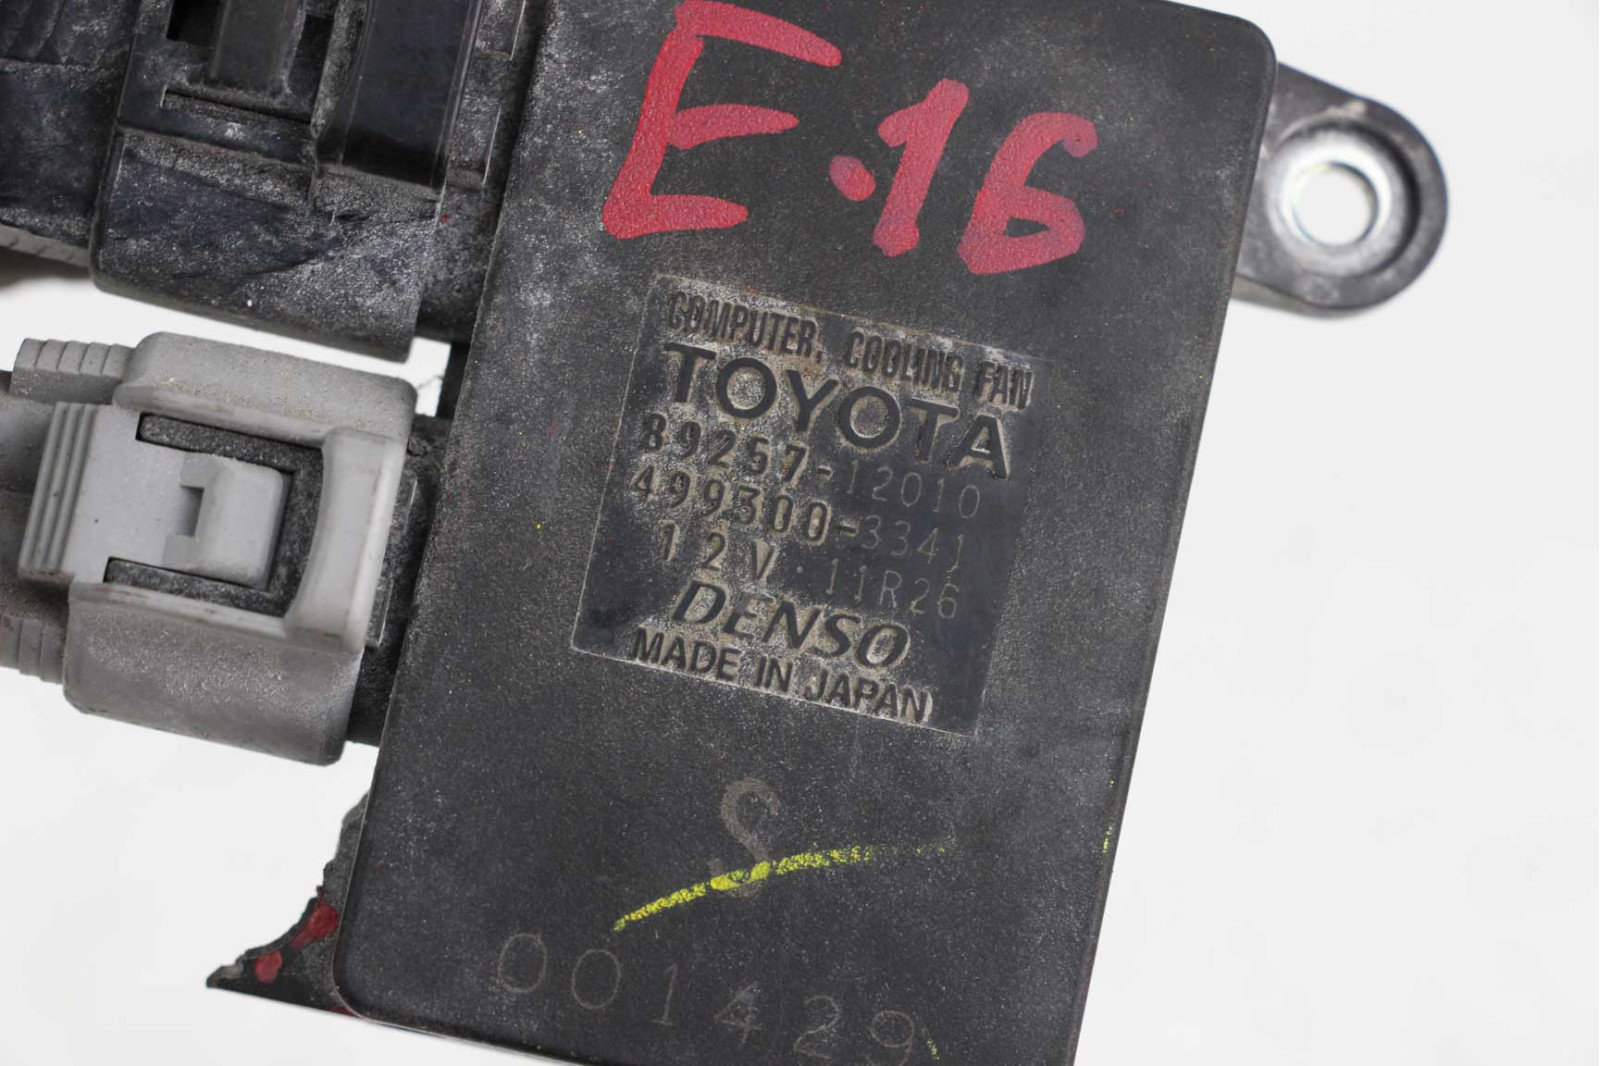 E.16
COMPUTER, COOLING FAN
TOYOTA
89257-12010
499300-3341
12V 11R26
DENSO
MADE IN JAPAN
S
001429